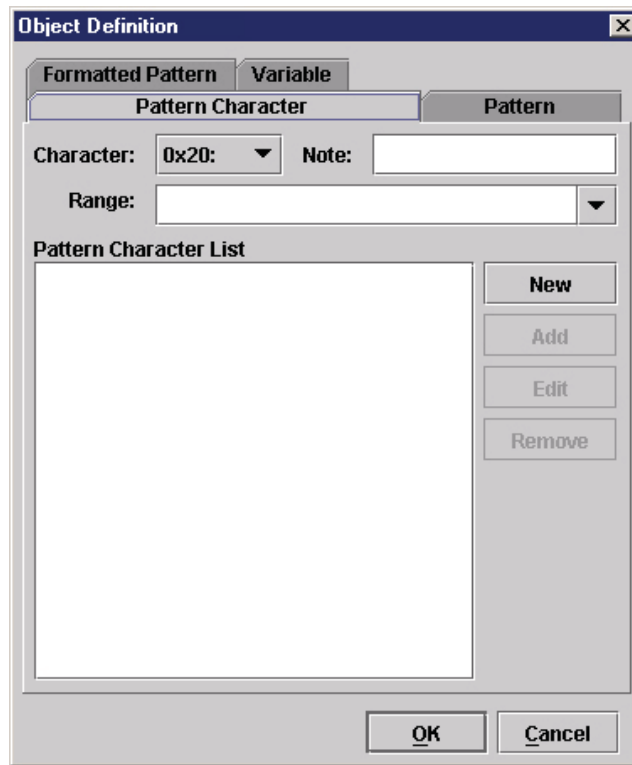 Object Definition
Formatted Pattern Variable
Pattern Character Pattern
Character: 0x20: Note:
Range:
Pattern Character List
New
Add
Edit
Remove
OK Cancel